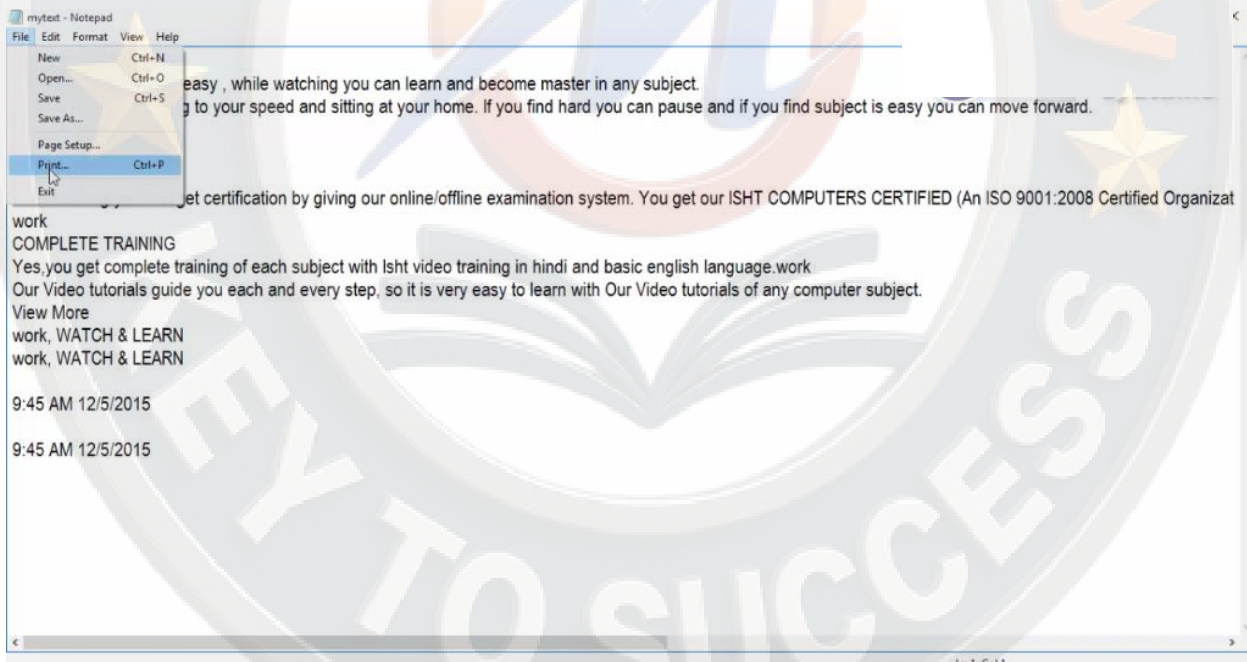 mytext - Notepad
File Edit Format View Help
New Ctrl+N
Open... Ctrl+O
Save Ctrl+S
Save As...
Page Setup...
Print... Ctrl+P
Exit
easy , while watching you can learn and become master in any subject.
to your speed and sitting at your home. If you find hard you can pause and if you find subject is easy you can move forward.
et certification by giving our online/offline examination system. You get our ISHT COMPUTERS CERTIFIED (An ISO 9001:2008 Certified Organizat
work
COMPLETE TRAINING
Yes,you get complete training of each subject with Isht video training in hindi and basic english language.work
Our Video tutorials guide you each and every step, so it is very easy to learn with Our Video tutorials of any computer subject.
View More
work, WATCH & LEARN
work, WATCH & LEARN
9:45 AM 12/5/2015
9:45 AM 12/5/2015
KEY TO SUCCESS